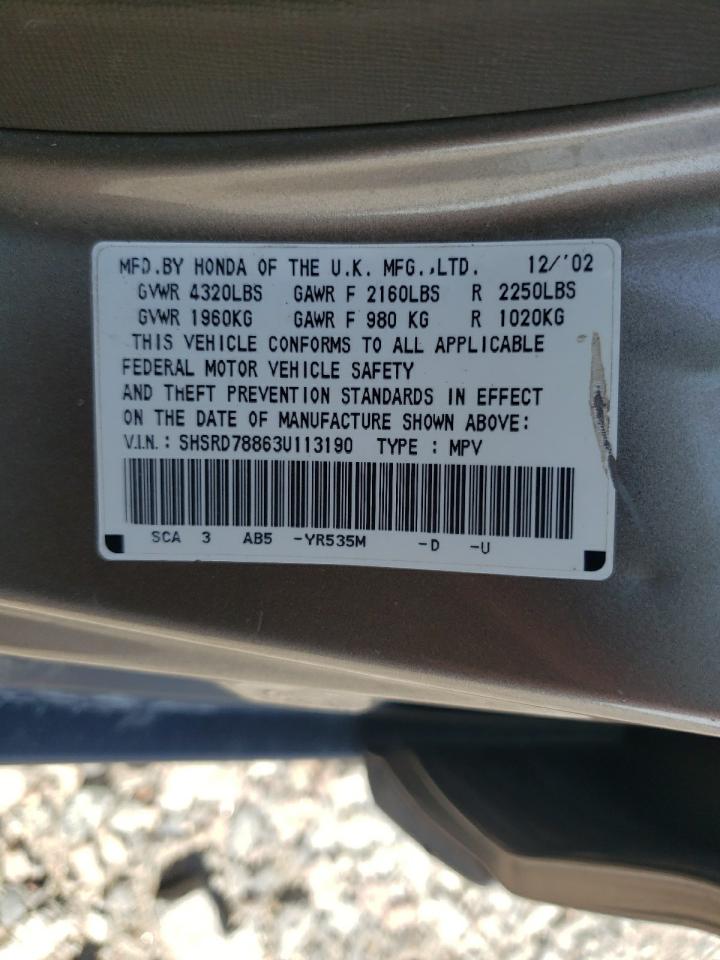 MFD.BY HONDA OF THE U.K. MFG.,LTD. 12/'02
GVWR 4320LBS GAWR F 2160LBS R 2250LBS
GVWR 1960KG GAWR F 980 KG R 1020KG
THIS VEHICLE CONFORMS TO ALL APPLICABLE
FEDERAL MOTOR VEHICLE SAFETY
AND THEFT PREVENTION STANDARDS IN EFFECT
ON THE DATE OF MANUFACTURE SHOWN ABOVE:
V.I.N. : SHSRD78863U113190 TYPE : MPV
SCA 3 AB5 -YR535M -D -U